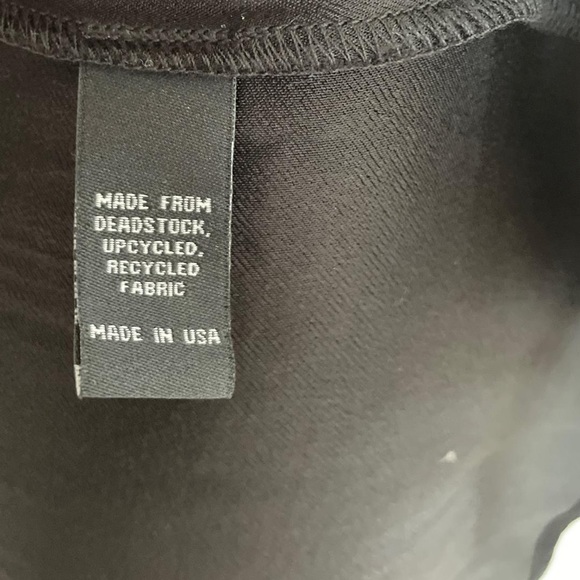 MADE FROM
DEADSTOCK,
UPCYCLED,
RECYCLED
FABRIC
MADE IN USA